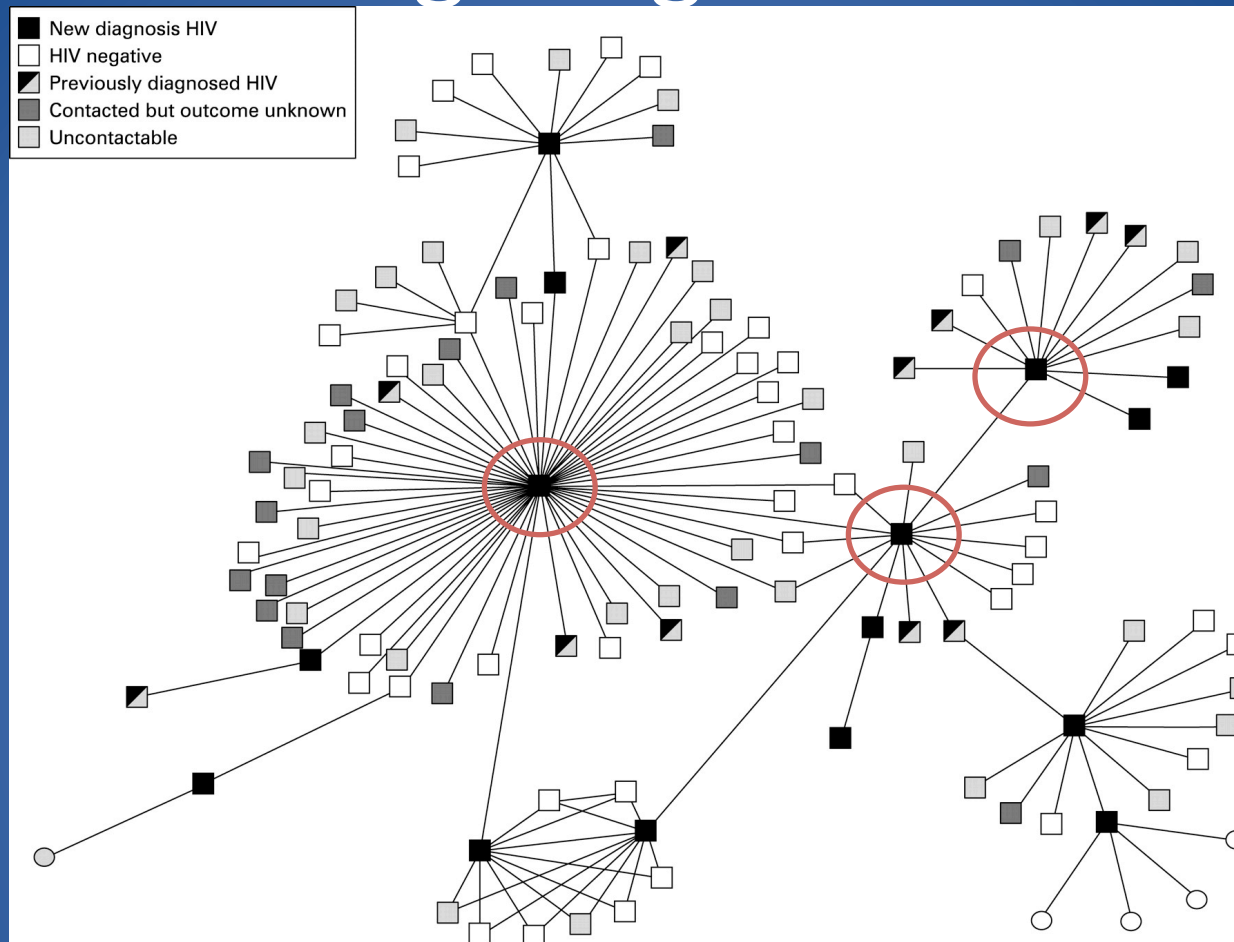 New diagnosis HIV
HIV negative
Previously diagnosed HIV
Contacted but outcome unknown
Uncontactable